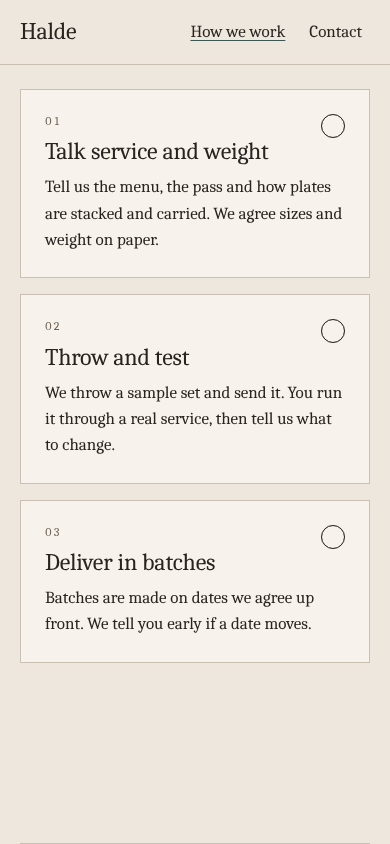 Halde
How we work
Contact
01
Talk service and weight
Tell us the menu, the pass and how plates
are stacked and carried. We agree sizes and
weight on paper.
02
Throw and test
We throw a sample set and send it. You run
it through a real service, then tell us what
to change.
03
Deliver in batches
Batches are made on dates we agree up
front. We tell you early if a date moves.